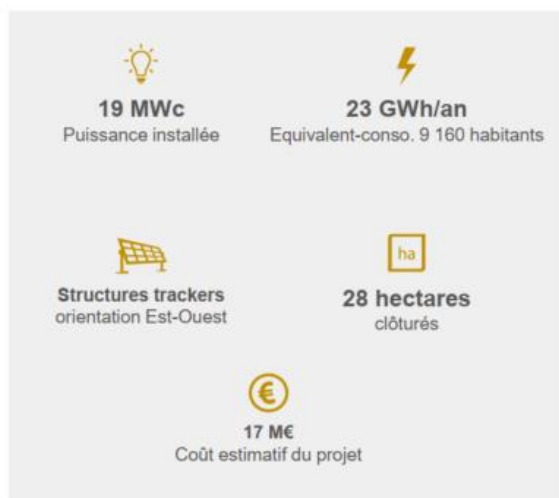 19 MWc
Puissance installée
23 GWh/an
Equivalent-conso. 9 160 habitants
Structures trackers
orientation Est-Ouest
ha
28 hectares
clôturés
€
17 M€
Coût estimatif du projet